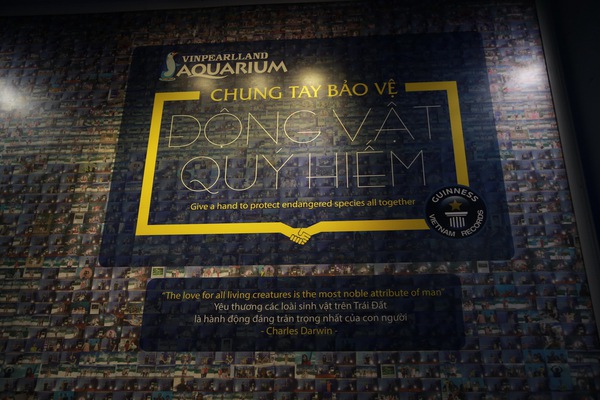 VINPEARLLAND
AQUARIUM
CHUNG TAY BẢO VỆ
ĐỘNG VẬT
QUÝ HIẾM
Give a hand to protect endangered species all together
GUINNESS
VIETNAM RECORDS
"The love for all living creatures is the most noble attribute of man"
Yêu thương các loài sinh vật trên Trái Đất
là hành động đáng trân trọng nhất của con người
- Charles Darwin -